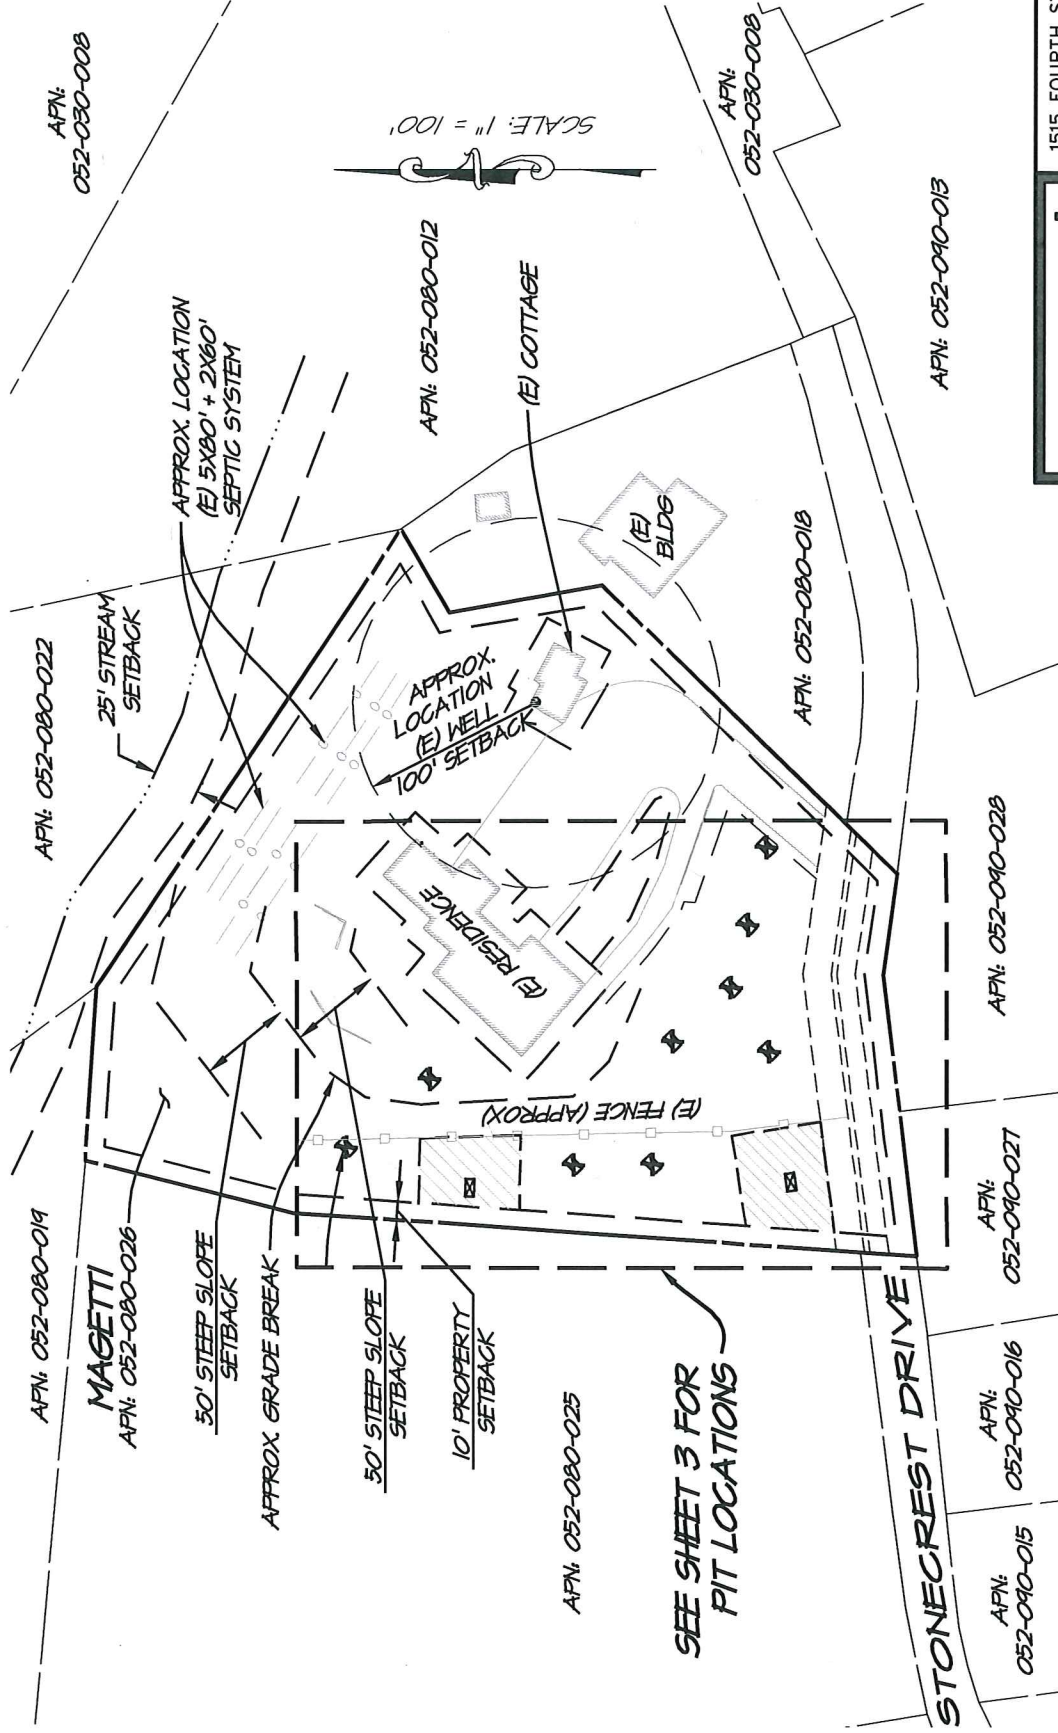 APN: 052-080-019
MAGETTI
APN: 052-080-026
50' STEEP SLOPE
SETBACK
APPROX. GRADE BREAK
50' STEEP SLOPE
SETBACK
10' PROPERTY
SETBACK
APN: 052-080-025
SEE SHEET 3 FOR
PIT LOCATIONS
STONECREST DRIVE
APN:
052-090-015
APN:
052-090-016
APN:
052-090-027
APN: 052-090-028
APN: 052-080-022
25' STREAM
SETBACK
APPROX. LOCATION
(E) 5X80' + 2X60'
SEPTIC SYSTEM
APN:
052-030-008
APN: 052-080-012
SCALE: 1" = 100'
(E) COTTAGE
APPROX.
LOCATION
(E) WELL
100' SETBACK
(E) RESIDENCE
(E) FENCE (APPROX)
(E)
BLDG
APN: 052-080-018
APN:
052-030-008
APN: 052-090-013
1515 FOURTH